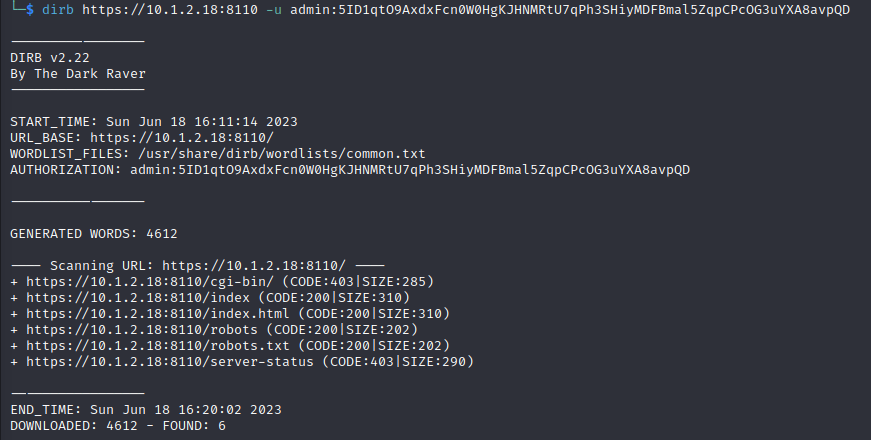 └─$ dirb https://10.1.2.18:8110 -u admin:5ID1qtO9AxdxFcn0W0HgKJHNMRtU7qPh3SHiyMDFBmal5ZqpCPcOG3uYXA8avpQD
-----------------
DIRB v2.22
By The Dark Raver
-----------------
START_TIME: Sun Jun 18 16:11:14 2023
URL_BASE: https://10.1.2.18:8110/
WORDLIST_FILES: /usr/share/dirb/wordlists/common.txt
AUTHORIZATION: admin:5ID1qtO9AxdxFcn0W0HgKJHNMRtU7qPh3SHiyMDFBmal5ZqpCPcOG3uYXA8avpQD
-----------------
GENERATED WORDS: 4612
---- Scanning URL: https://10.1.2.18:8110/ ----
+ https://10.1.2.18:8110/cgi-bin/ (CODE:403|SIZE:285)
+ https://10.1.2.18:8110/index (CODE:200|SIZE:310)
+ https://10.1.2.18:8110/index.html (CODE:200|SIZE:310)
+ https://10.1.2.18:8110/robots (CODE:200|SIZE:202)
+ https://10.1.2.18:8110/robots.txt (CODE:200|SIZE:202)
+ https://10.1.2.18:8110/server-status (CODE:403|SIZE:290)
-----------------
END_TIME: Sun Jun 18 16:20:02 2023
DOWNLOADED: 4612 - FOUND: 6